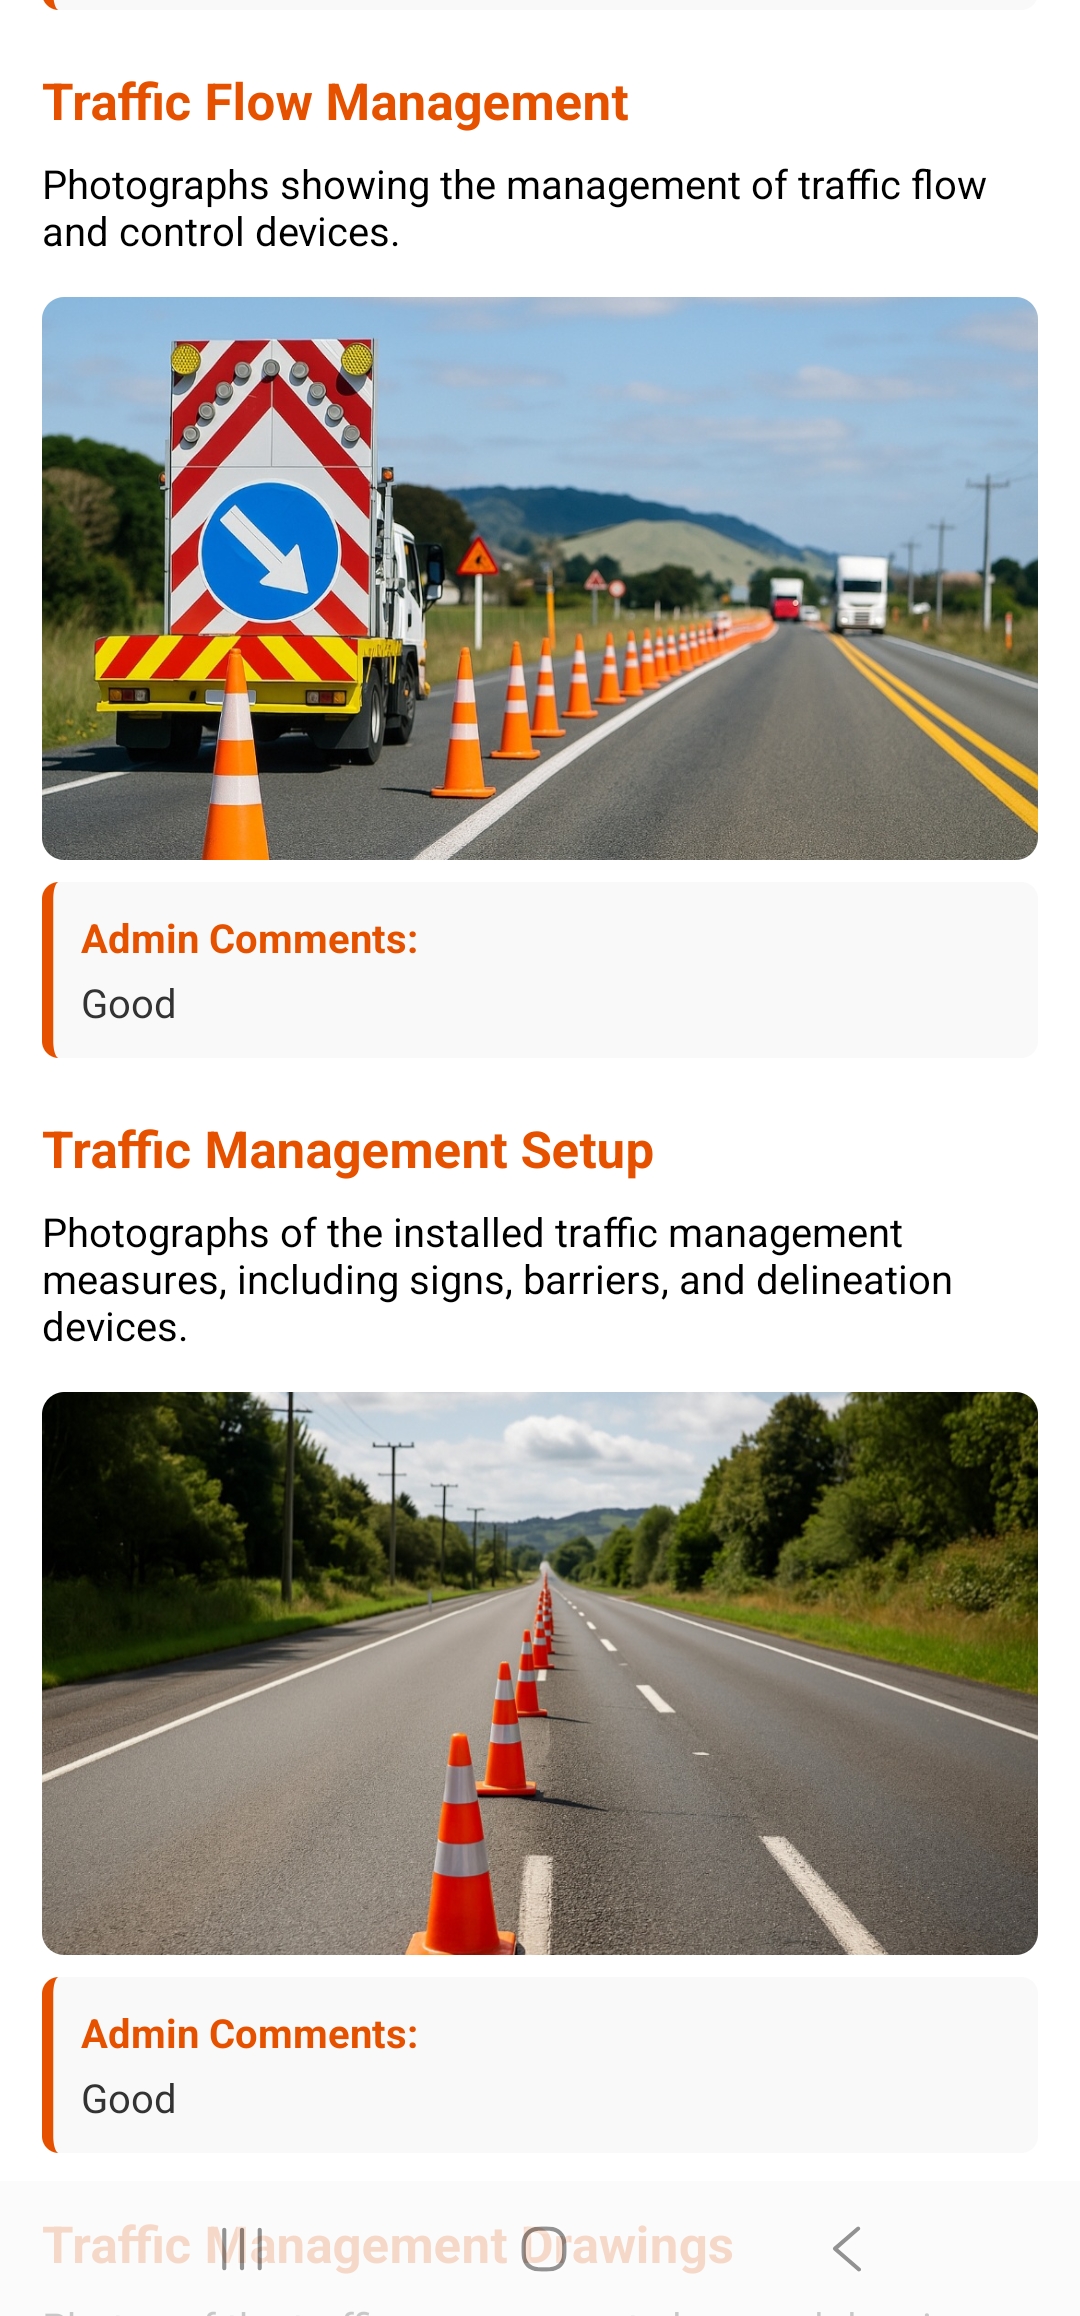 Traffic Flow Management
Photographs showing the management of traffic flow
and control devices.
Admin Comments:
Good
Traffic Management Setup
Photographs of the installed traffic management
measures, including signs, barriers, and delineation
devices.
Admin Comments:
Good
Traffic Management Drawings